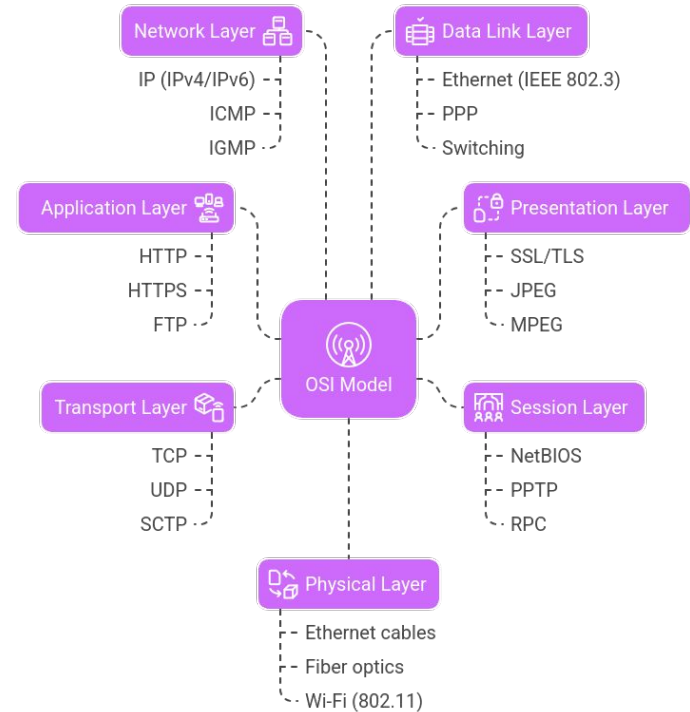 Network Layer
IP (IPv4/IPv6)
ICMP
IGMP
Data Link Layer
Ethernet (IEEE 802.3)
PPP
Switching
Application Layer
HTTP
HTTPS
FTP
Presentation Layer
SSL/TLS
JPEG
MPEG
OSI Model
Transport Layer
TCP
UDP
SCTP
Session Layer
NetBIOS
PPTP
RPC
Physical Layer
Ethernet cables
Fiber optics
Wi-Fi (802.11)